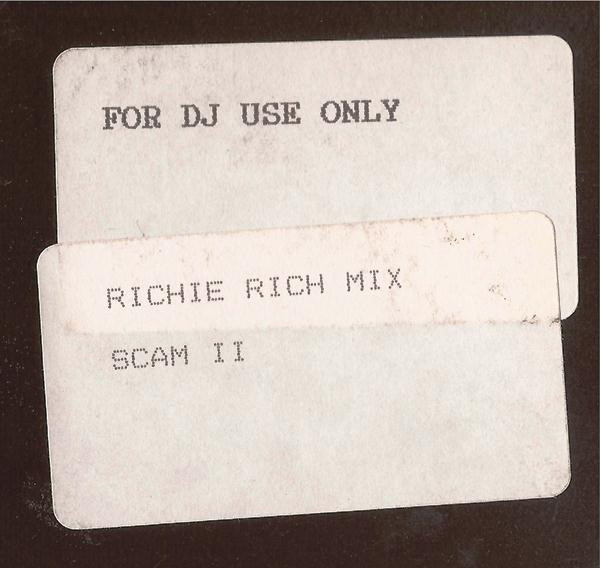 FOR DJ USE ONLY
RICHIE RICH MIX
SCAM II